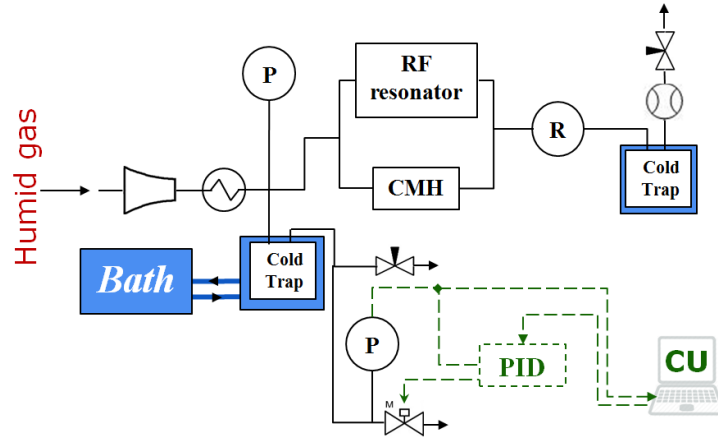 P
RF
resonator
R
Humid gas
CMH
Cold
Trap
Bath
Cold
Trap
P
PID
CU
M